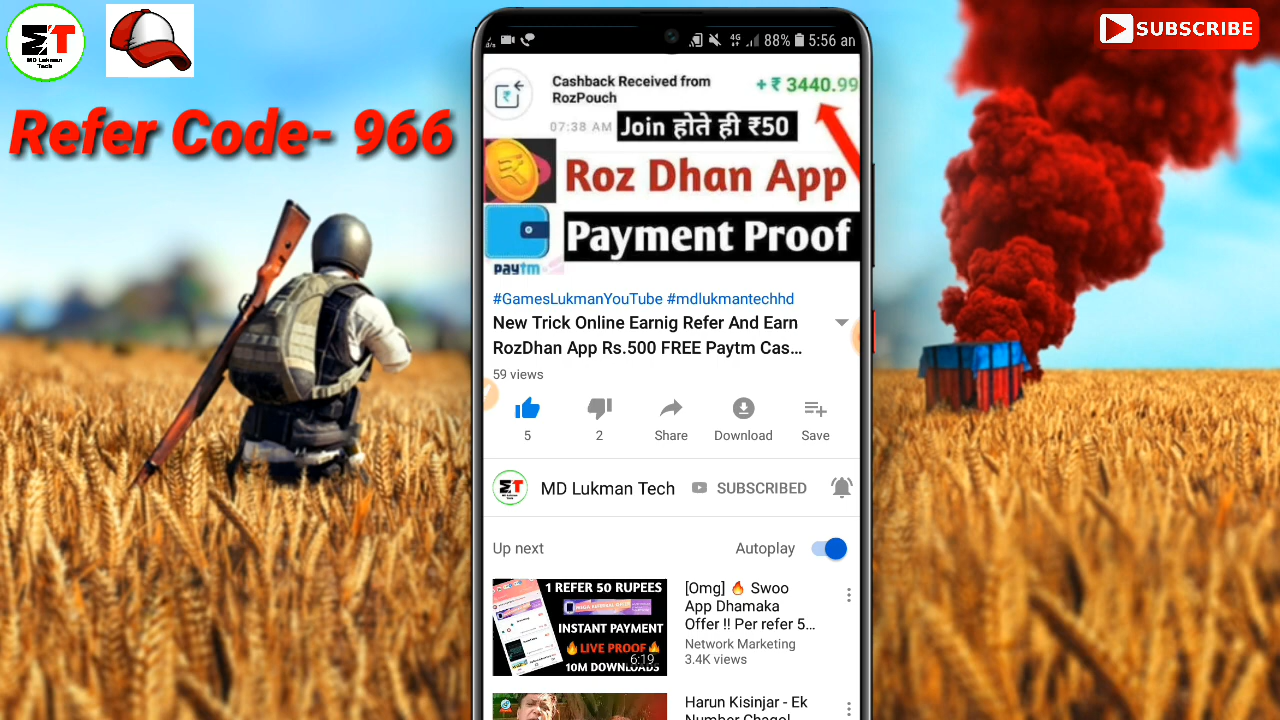 MT
MD Lukman
Tech
Refer Code- 966
SUBSCRIBE
4G
88%
5:56 an
Cashback Received from
RozPouch
+ ₹ 3440.99
07:38 AM
Join होते ही ₹50
Roz Dhan App
Payment Proof
paytm
#GamesLukmanYouTube #mdlukmantechhd
New Trick Online Earnig Refer And Earn
RozDhan App Rs.500 FREE Paytm Cas...
59 views
5
2
Share
Download
Save
MT
MD Lukman Tech
SUBSCRIBED
Up next
Autoplay
1 REFER 50 RUPEES
INSTANT PAYMENT
🔥LIVE PROOF🔥
6:19
10M DOWNLOADS
[Omg] 🔥 Swoo
App Dhamaka
Offer !! Per refer 5...
Network Marketing
3.4K views
Harun Kisinjar - Ek
Number Chagol